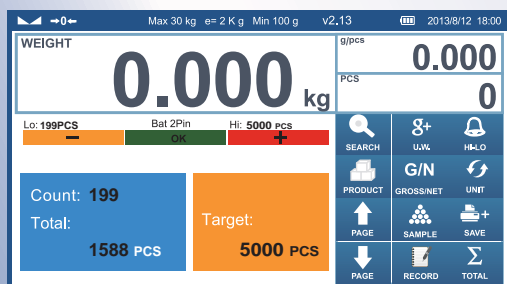 →0← Max 30 kg e= 2 K g Min 100 g v2.13 2013/8/12 18:00
WEIGHT
0.000 kg
g/pcs
0.000
PCS
0
Lo: 199PCS Bat 2Pin Hi: 5000 PCS
− OK +
SEARCH
g+
U.W.
HI-LO
PRODUCT
G/N
GROSS/NET
UNIT
PAGE
SAMPLE
+
SAVE
PAGE
RECORD
Σ
TOTAL
Count: 199
Total:
1588 PCS
Target:
5000 PCS